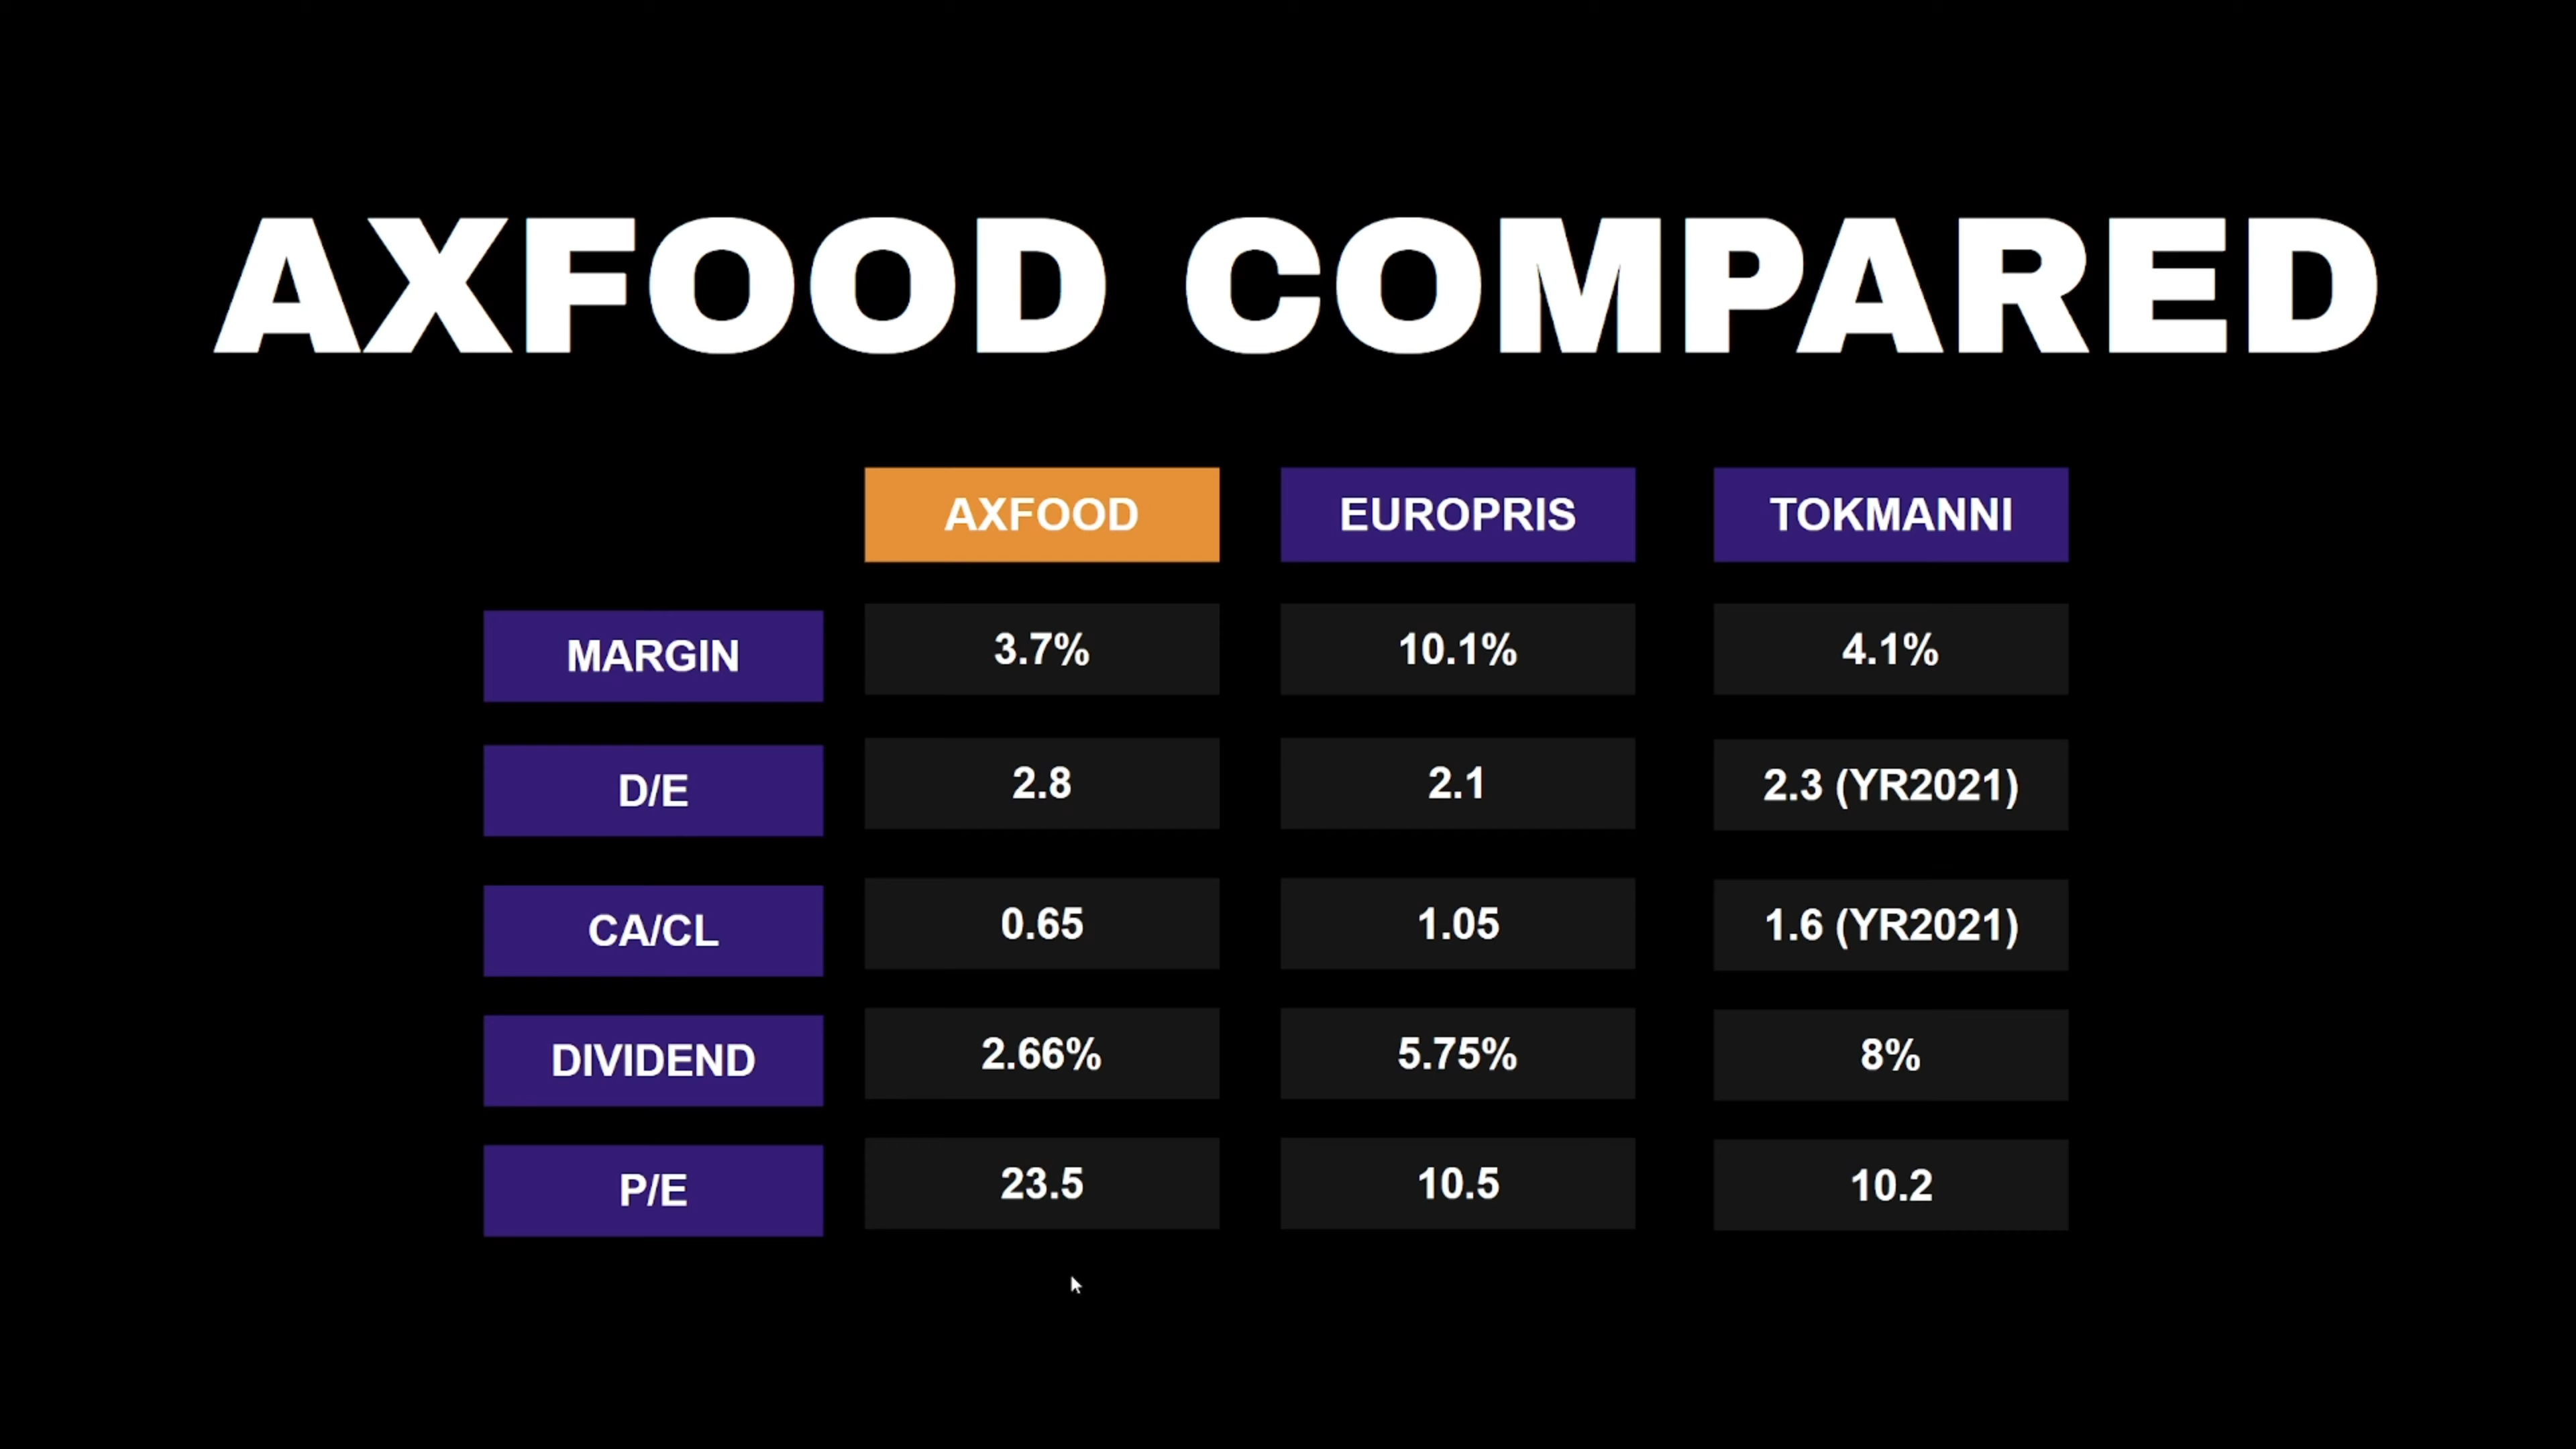 AXFOOD COMPARED
AXFOOD EUROPRIS TOKMANNI
MARGIN 3.7% 10.1% 4.1%
D/E 2.8 2.1 2.3 (YR2021)
CA/CL 0.65 1.05 1.6 (YR2021)
DIVIDEND 2.66% 5.75% 8%
P/E 23.5 10.5 10.2